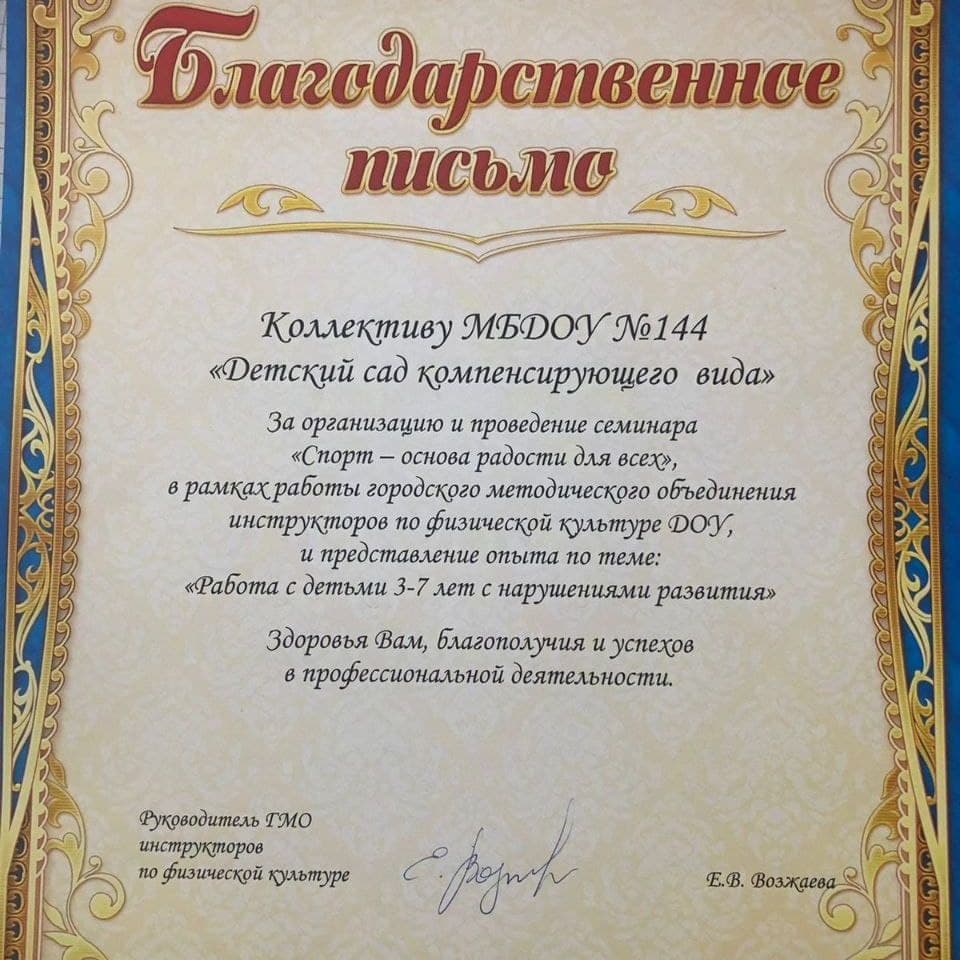 Благодарственное
письмо
Коллективу МБДОУ №144
«Детский сад компенсирующего вида»
За организацию и проведение семинара
«Спорт – основа радости для всех»,
в рамках работы городского методического объединения
инструкторов по физической культуре ДОУ,
и представление опыта по теме:
«Работа с детьми 3-7 лет с нарушениями развития»
Здоровья Вам, благополучия и успехов
в профессиональной деятельности.
Руководитель ГМО
инструкторов
по физической культуре
Е.В. Возжаева